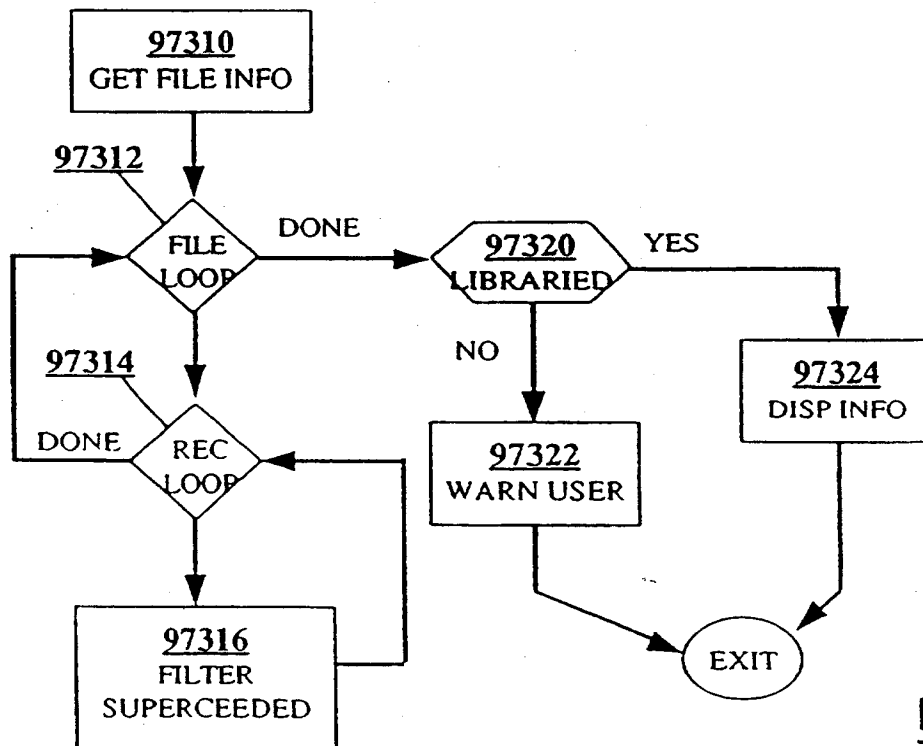 97310
GET FILE INFO
97312
FILE
LOOP
DONE
97320
LIBRARIED
YES
NO
97314
REC
LOOP
DONE
97324
DISP INFO
97322
WARN USER
97316
FILTER
SUPERCEEDED
EXIT